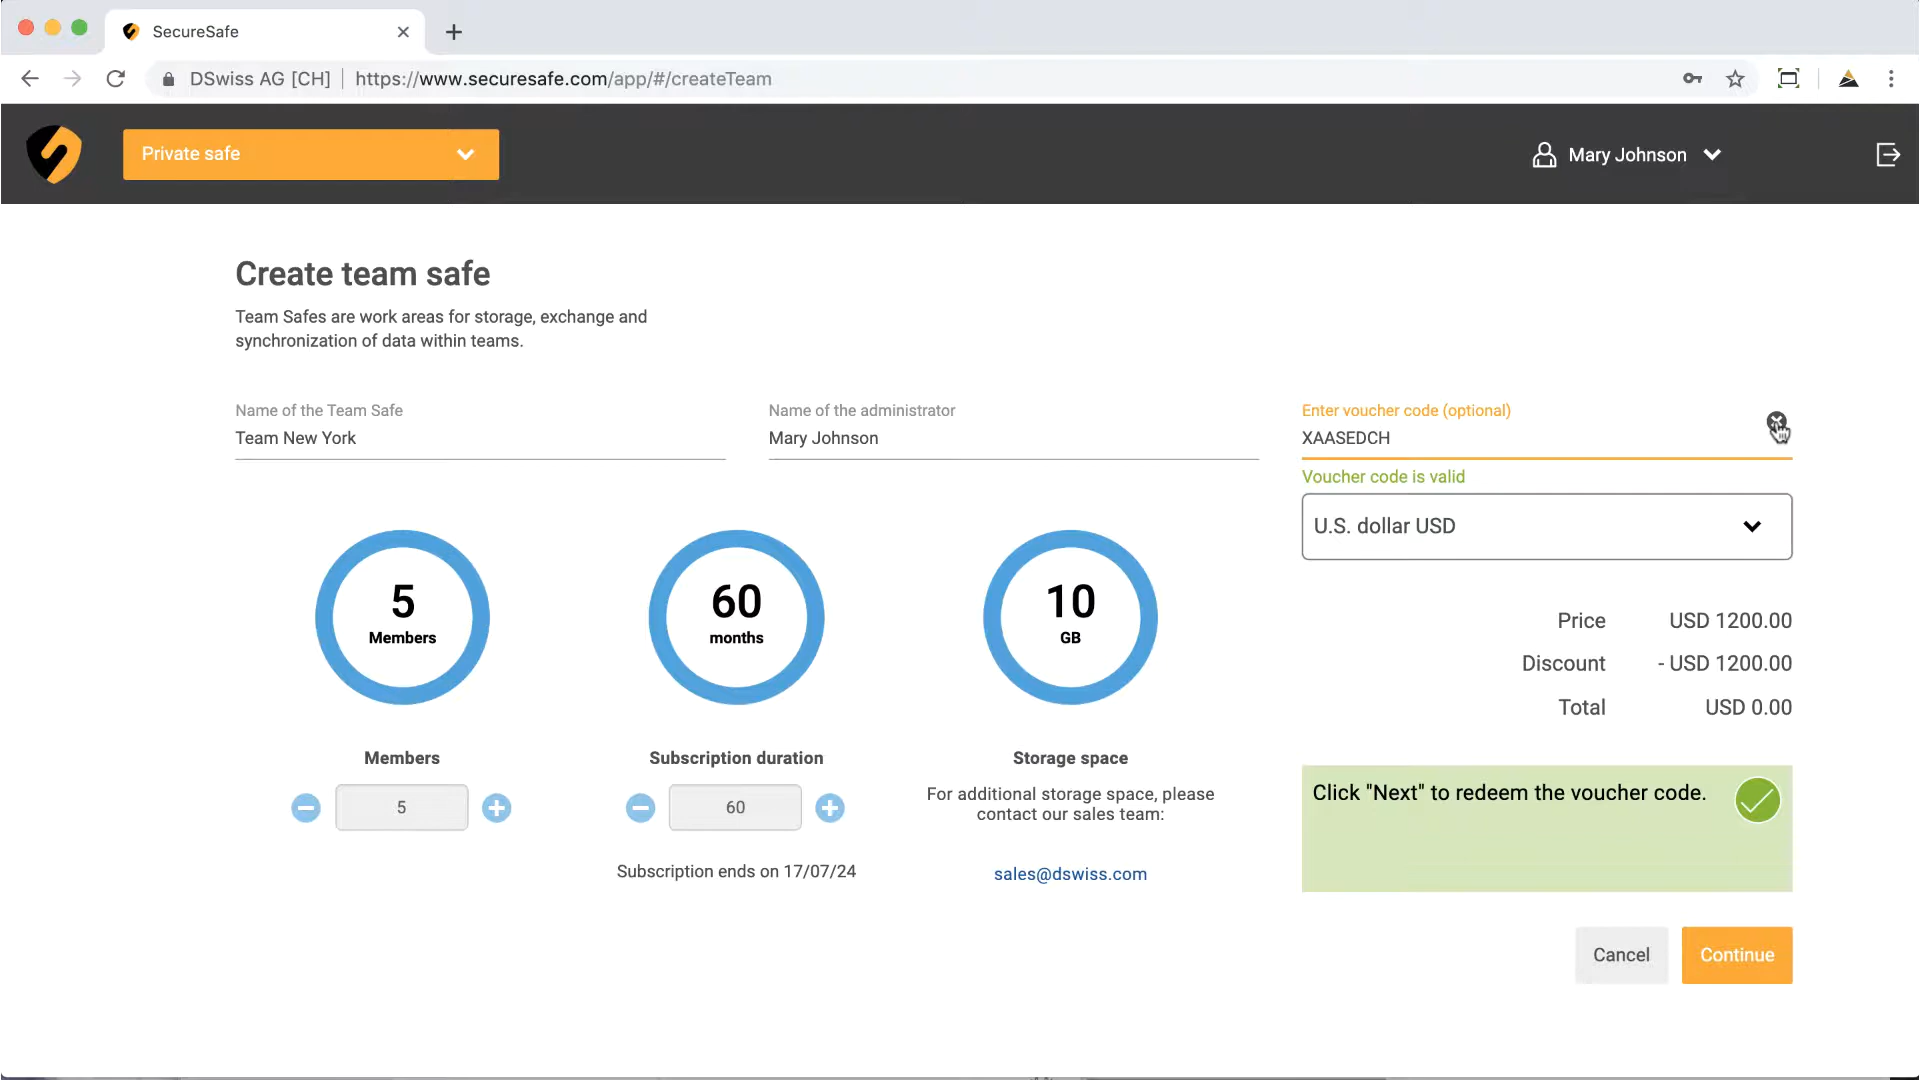 SecureSafe
DSwiss AG [CH]
https://www.securesafe.com/app/#/createTeam
Private safe
Mary Johnson
Create team safe
Team Safes are work areas for storage, exchange and
synchronization of data within teams.
Name of the Team Safe
Team New York
Name of the administrator
Mary Johnson
Enter voucher code (optional)
XAASEDCH
Voucher code is valid
U.S. dollar USD
5
Members
60
months
10
GB
Price USD 1200.00
Discount - USD 1200.00
Total USD 0.00
Members
5
Subscription duration
60
Subscription ends on 17/07/24
Storage space
For additional storage space, please
contact our sales team:
sales@dswiss.com
Click "Next" to redeem the voucher code.
Cancel
Continue